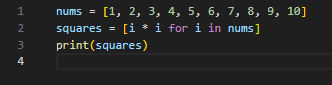 1 nums = [1, 2, 3, 4, 5, 6, 7, 8, 9, 10]
2 squares = [i * i for i in nums]
3 print(squares)
4